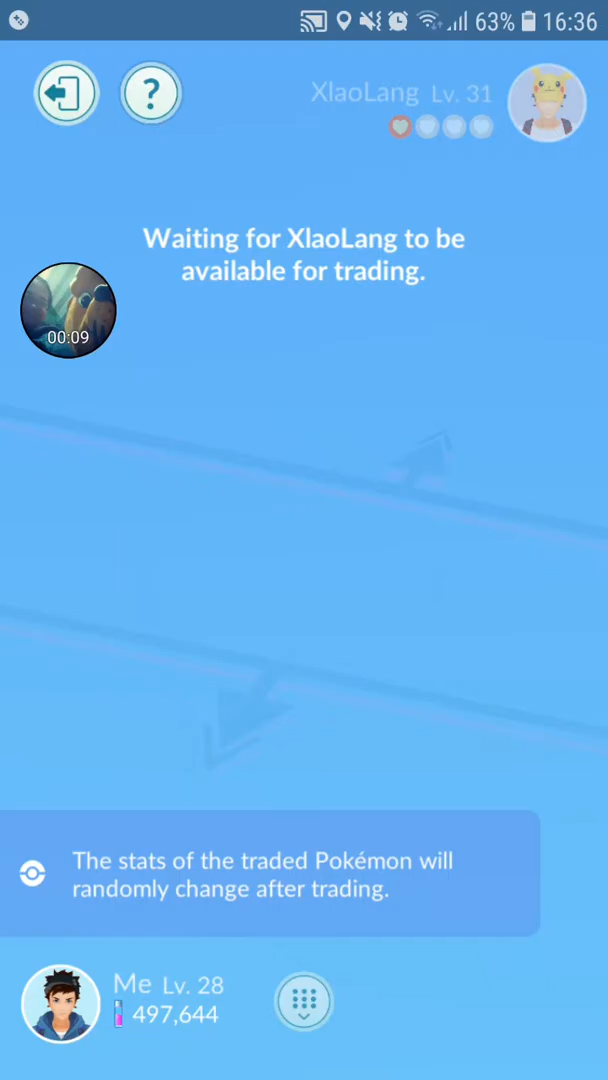 63% 16:36
XlaoLang Lv. 31
Waiting for XlaoLang to be
available for trading.
00:09
The stats of the traded Pokémon will
randomly change after trading.
Me Lv. 28
497,644